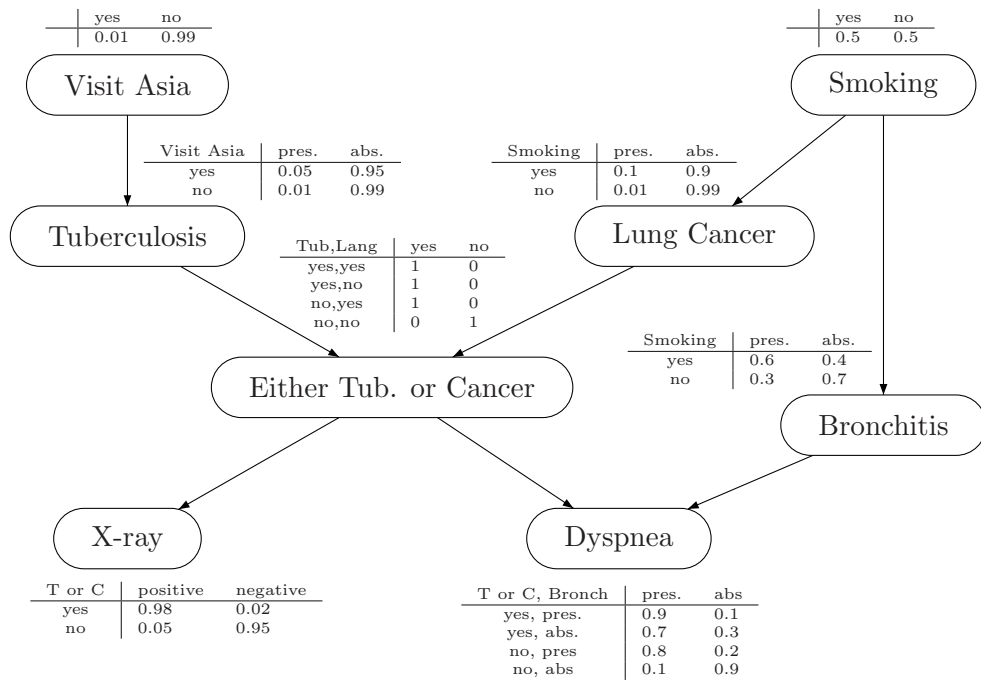 yes no
0.01 0.99
Visit Asia
yes no
0.5 0.5
Smoking
Visit Asia pres. abs.
yes 0.05 0.95
no 0.01 0.99
Tuberculosis
Smoking pres. abs.
yes 0.1 0.9
no 0.01 0.99
Lung Cancer
Tub,Lang yes no
yes,yes 1 0
yes,no 1 0
no,yes 1 0
no,no 0 1
Either Tub. or Cancer
Smoking pres. abs.
yes 0.6 0.4
no 0.3 0.7
Bronchitis
X-ray
T or C positive negative
yes 0.98 0.02
no 0.05 0.95
Dyspnea
T or C, Bronch pres. abs
yes, pres. 0.9 0.1
yes, abs. 0.7 0.3
no, pres 0.8 0.2
no, abs 0.1 0.9